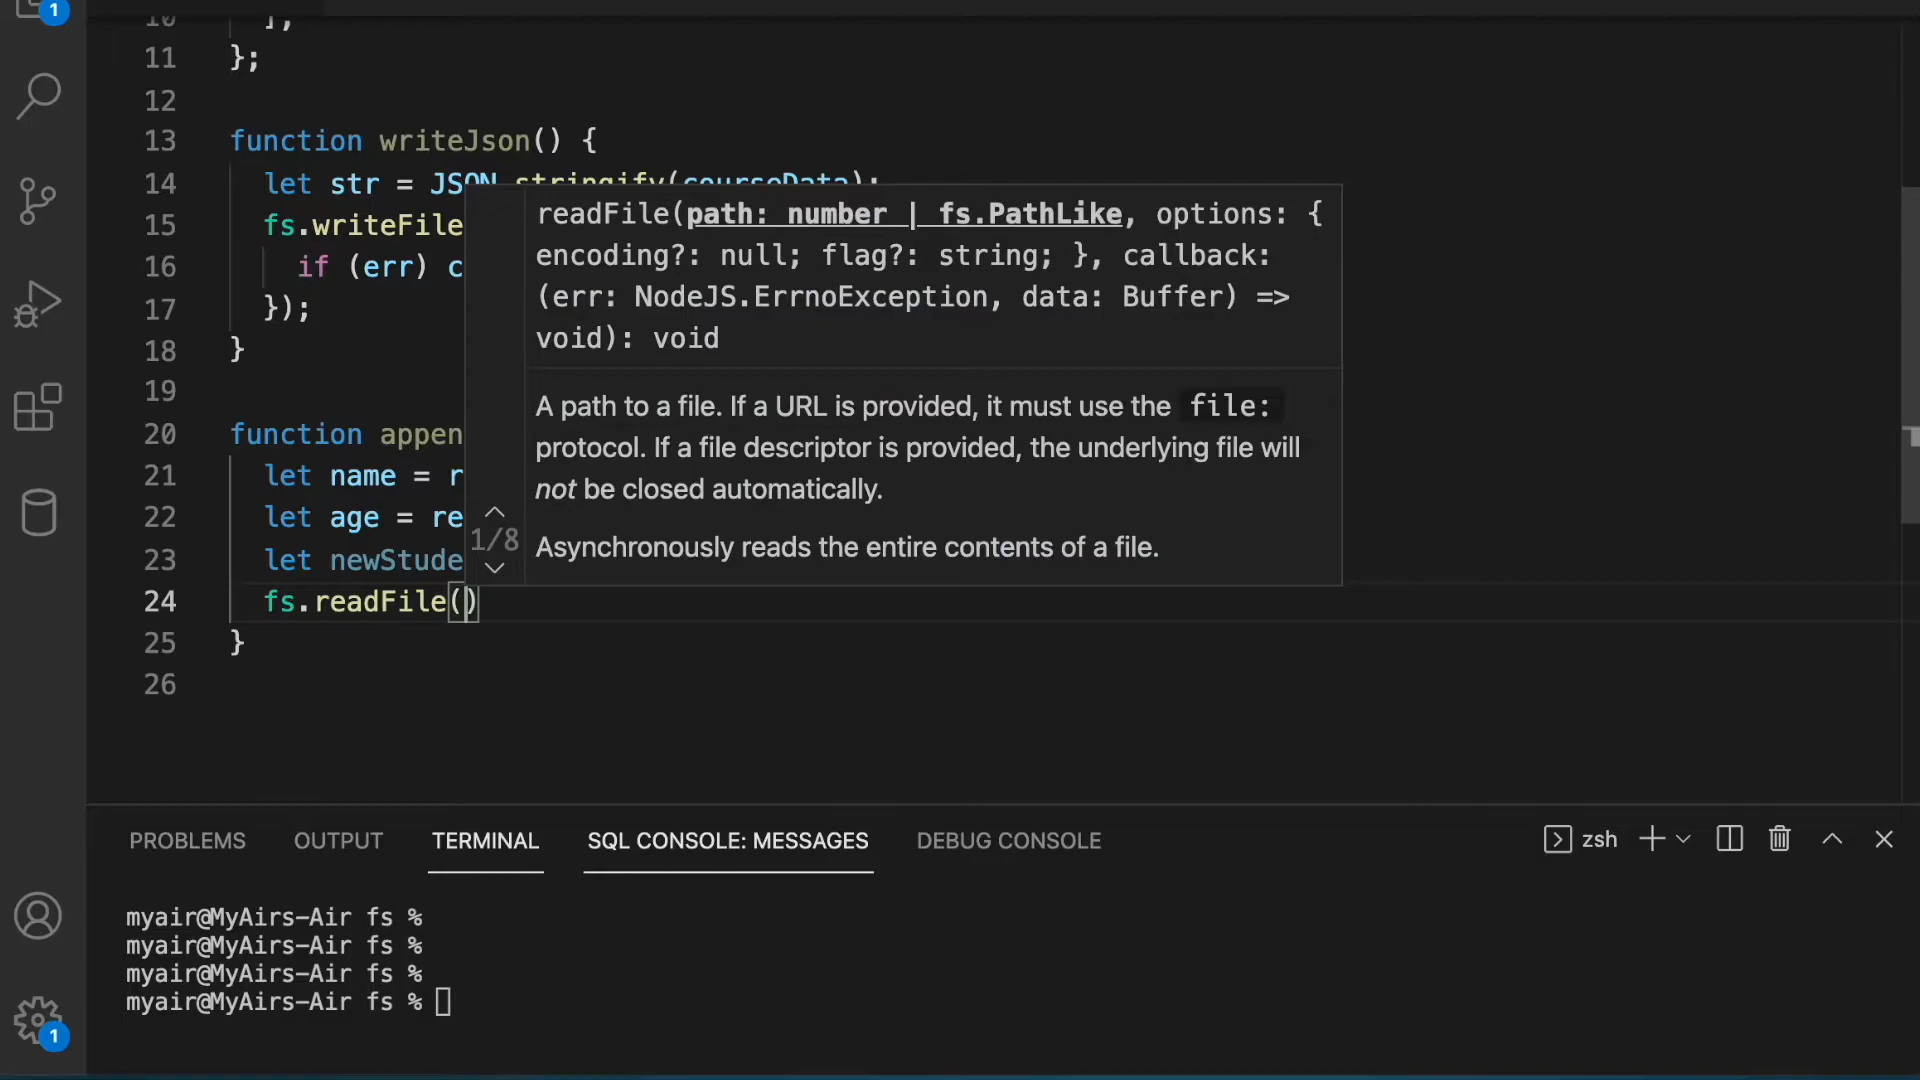 1
10 ],
11 };
12
13 function writeJson() {
14 let str = JSON.stringify(courseData);
15 fs.writeFile
16 if (err) c
17 });
18 }
19
20 function appen
21 let name = r
22 let age = re
23 let newStude
24 fs.readFile()
25 }
26
readFile(path: number | fs.PathLike, options: {
encoding?: null; flag?: string; }, callback:
(err: NodeJS.ErrnoException, data: Buffer) =>
void): void
A path to a file. If a URL is provided, it must use the file:
protocol. If a file descriptor is provided, the underlying file will
not be closed automatically.
1/8
Asynchronously reads the entire contents of a file.
PROBLEMS OUTPUT TERMINAL SQL CONSOLE: MESSAGES DEBUG CONSOLE zsh
myair@MyAirs-Air fs %
myair@MyAirs-Air fs %
myair@MyAirs-Air fs %
myair@MyAirs-Air fs %
1